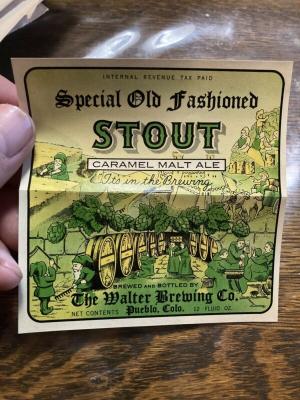 INTERNAL REVENUE TAX PAID
Special Old Fashioned
STOUT
CARAMEL MALT ALE
"It's in the Brewing"
BREWED AND BOTTLED BY
The Walter Brewing Co.
NET CONTENTS Pueblo, Colo. 12 FLUID OZ.